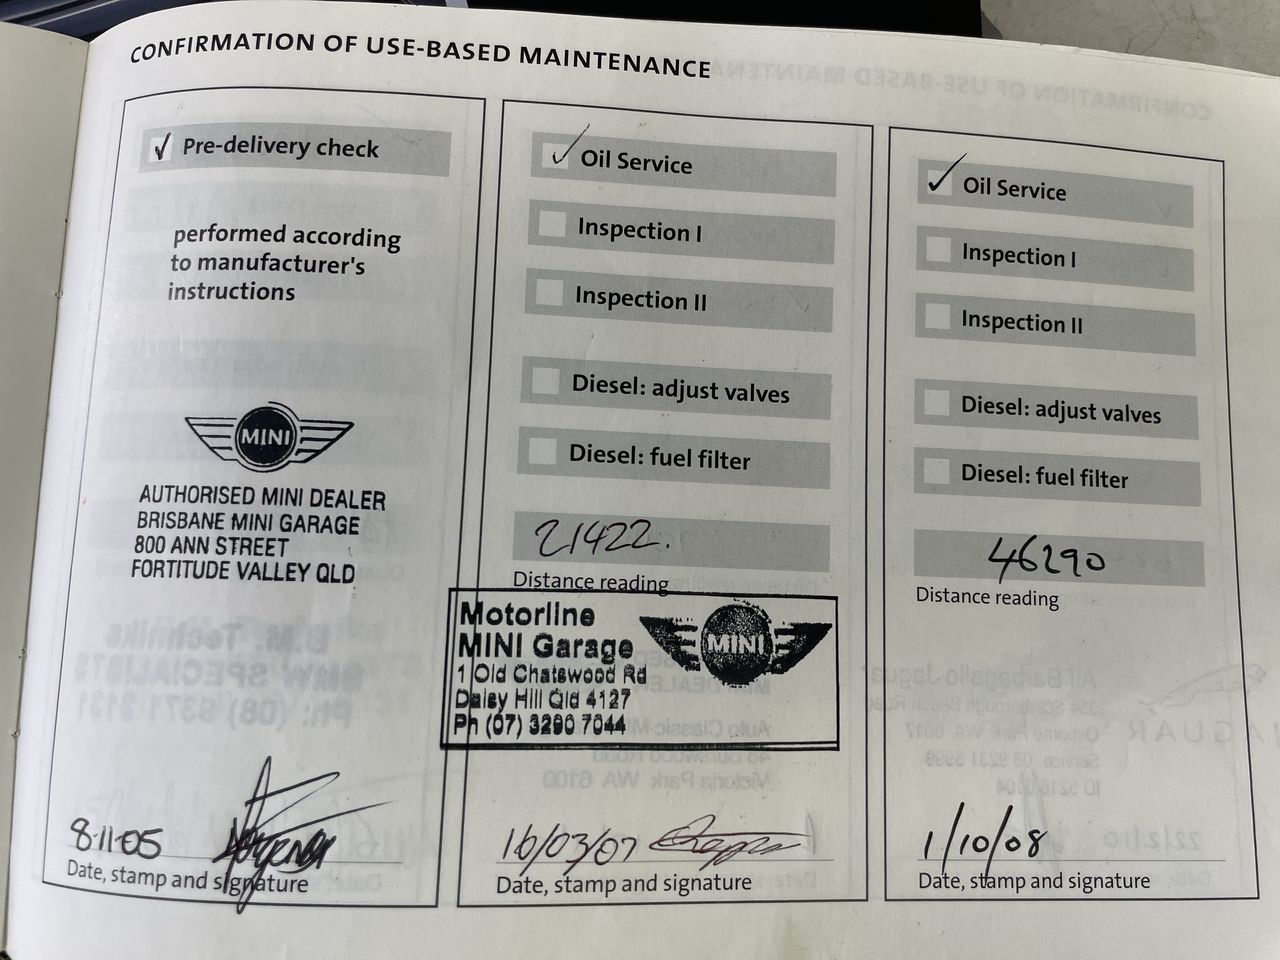 CONFIRMATION OF USE-BASED MAINTENANCE
Pre-delivery check
performed according
to manufacturer's
instructions
MINI
AUTHORISED MINI DEALER
BRISBANE MINI GARAGE
800 ANN STREET
FORTITUDE VALLEY QLD
8-11-05
Date, stamp and signature
Oil Service
Inspection I
Inspection II
Diesel: adjust valves
Diesel: fuel filter
21422.
Distance reading
Motorline
MINI Garage
1 Old Chatswood Rd
Daisy Hill Qld 4127
Ph (07) 3290 7044
MINI
16/03/07
Date, stamp and signature
Oil Service
Inspection I
Inspection II
Diesel: adjust valves
Diesel: fuel filter
46290
Distance reading
1/10/08
Date, stamp and signature